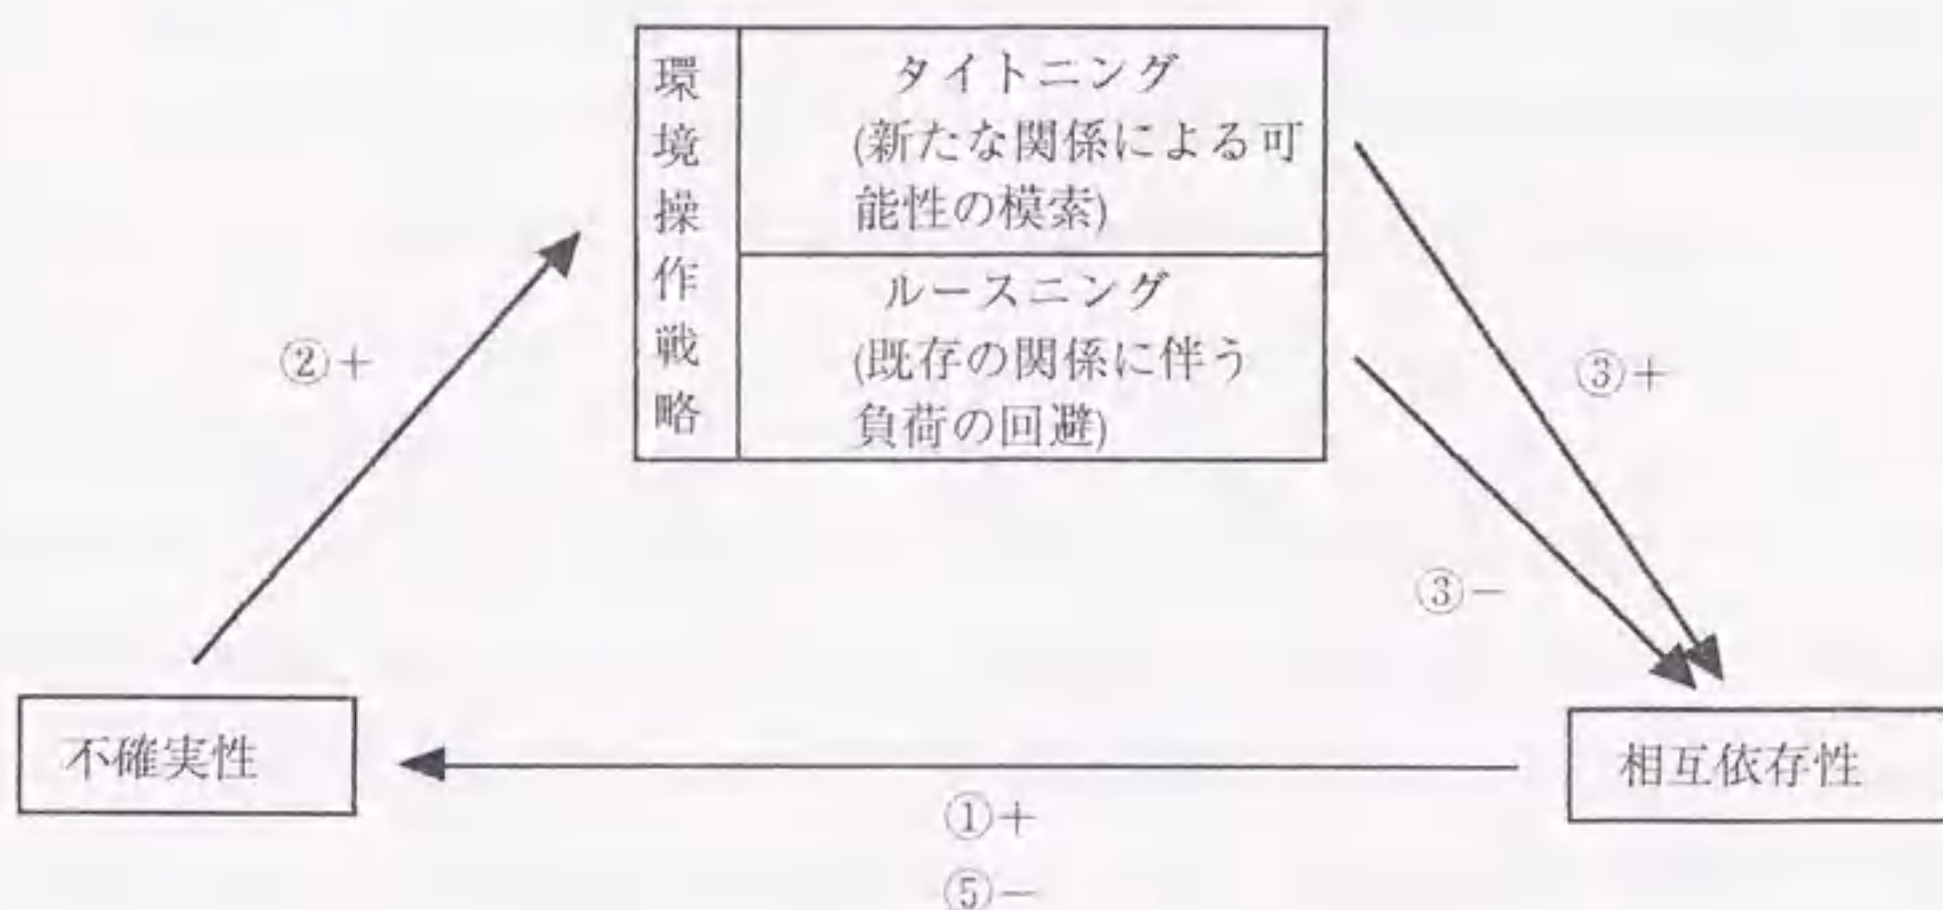 環境操作戦略
タイトニング
(新たな関係による可
能性の模索)
ルースニング
(既存の関係に伴う
負荷の回避)
②+
③+
③−
不確実性
相互依存性
①+
⑤−